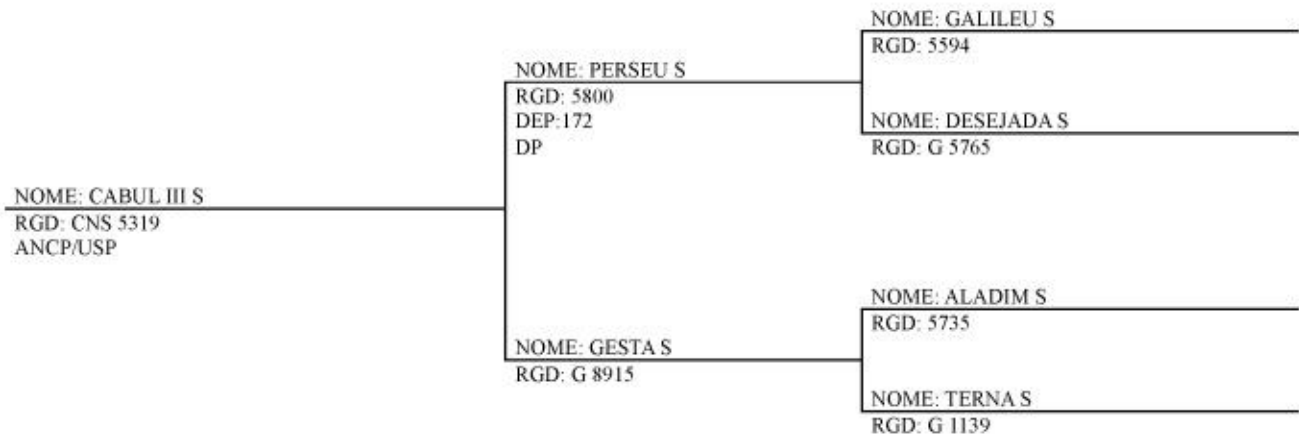 NOME: GALILEU S
RGD: 5594
NOME: PERSEU S
RGD: 5800
DEP:172
DP
NOME: DESEJADA S
RGD: G 5765
NOME: CABUL III S
RGD: CNS 5319
ANCP/USP
NOME: ALADIM S
RGD: 5735
NOME: GESTA S
RGD: G 8915
NOME: TERNA S
RGD: G 1139